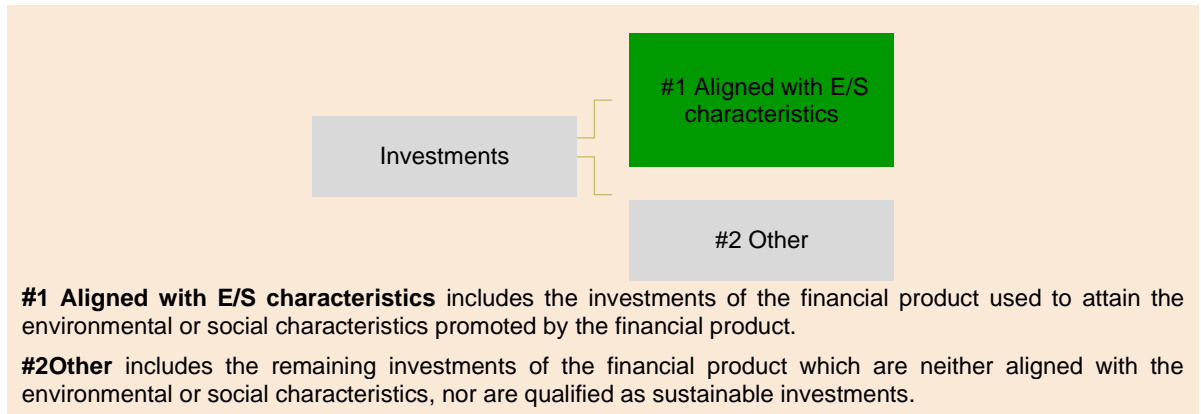 #1 Aligned with E/S
characteristics
Investments
#2 Other
#1 Aligned with E/S characteristics includes the investments of the financial product used to attain the
environmental or social characteristics promoted by the financial product.
#2Other includes the remaining investments of the financial product which are neither aligned with the
environmental or social characteristics, nor are qualified as sustainable investments.